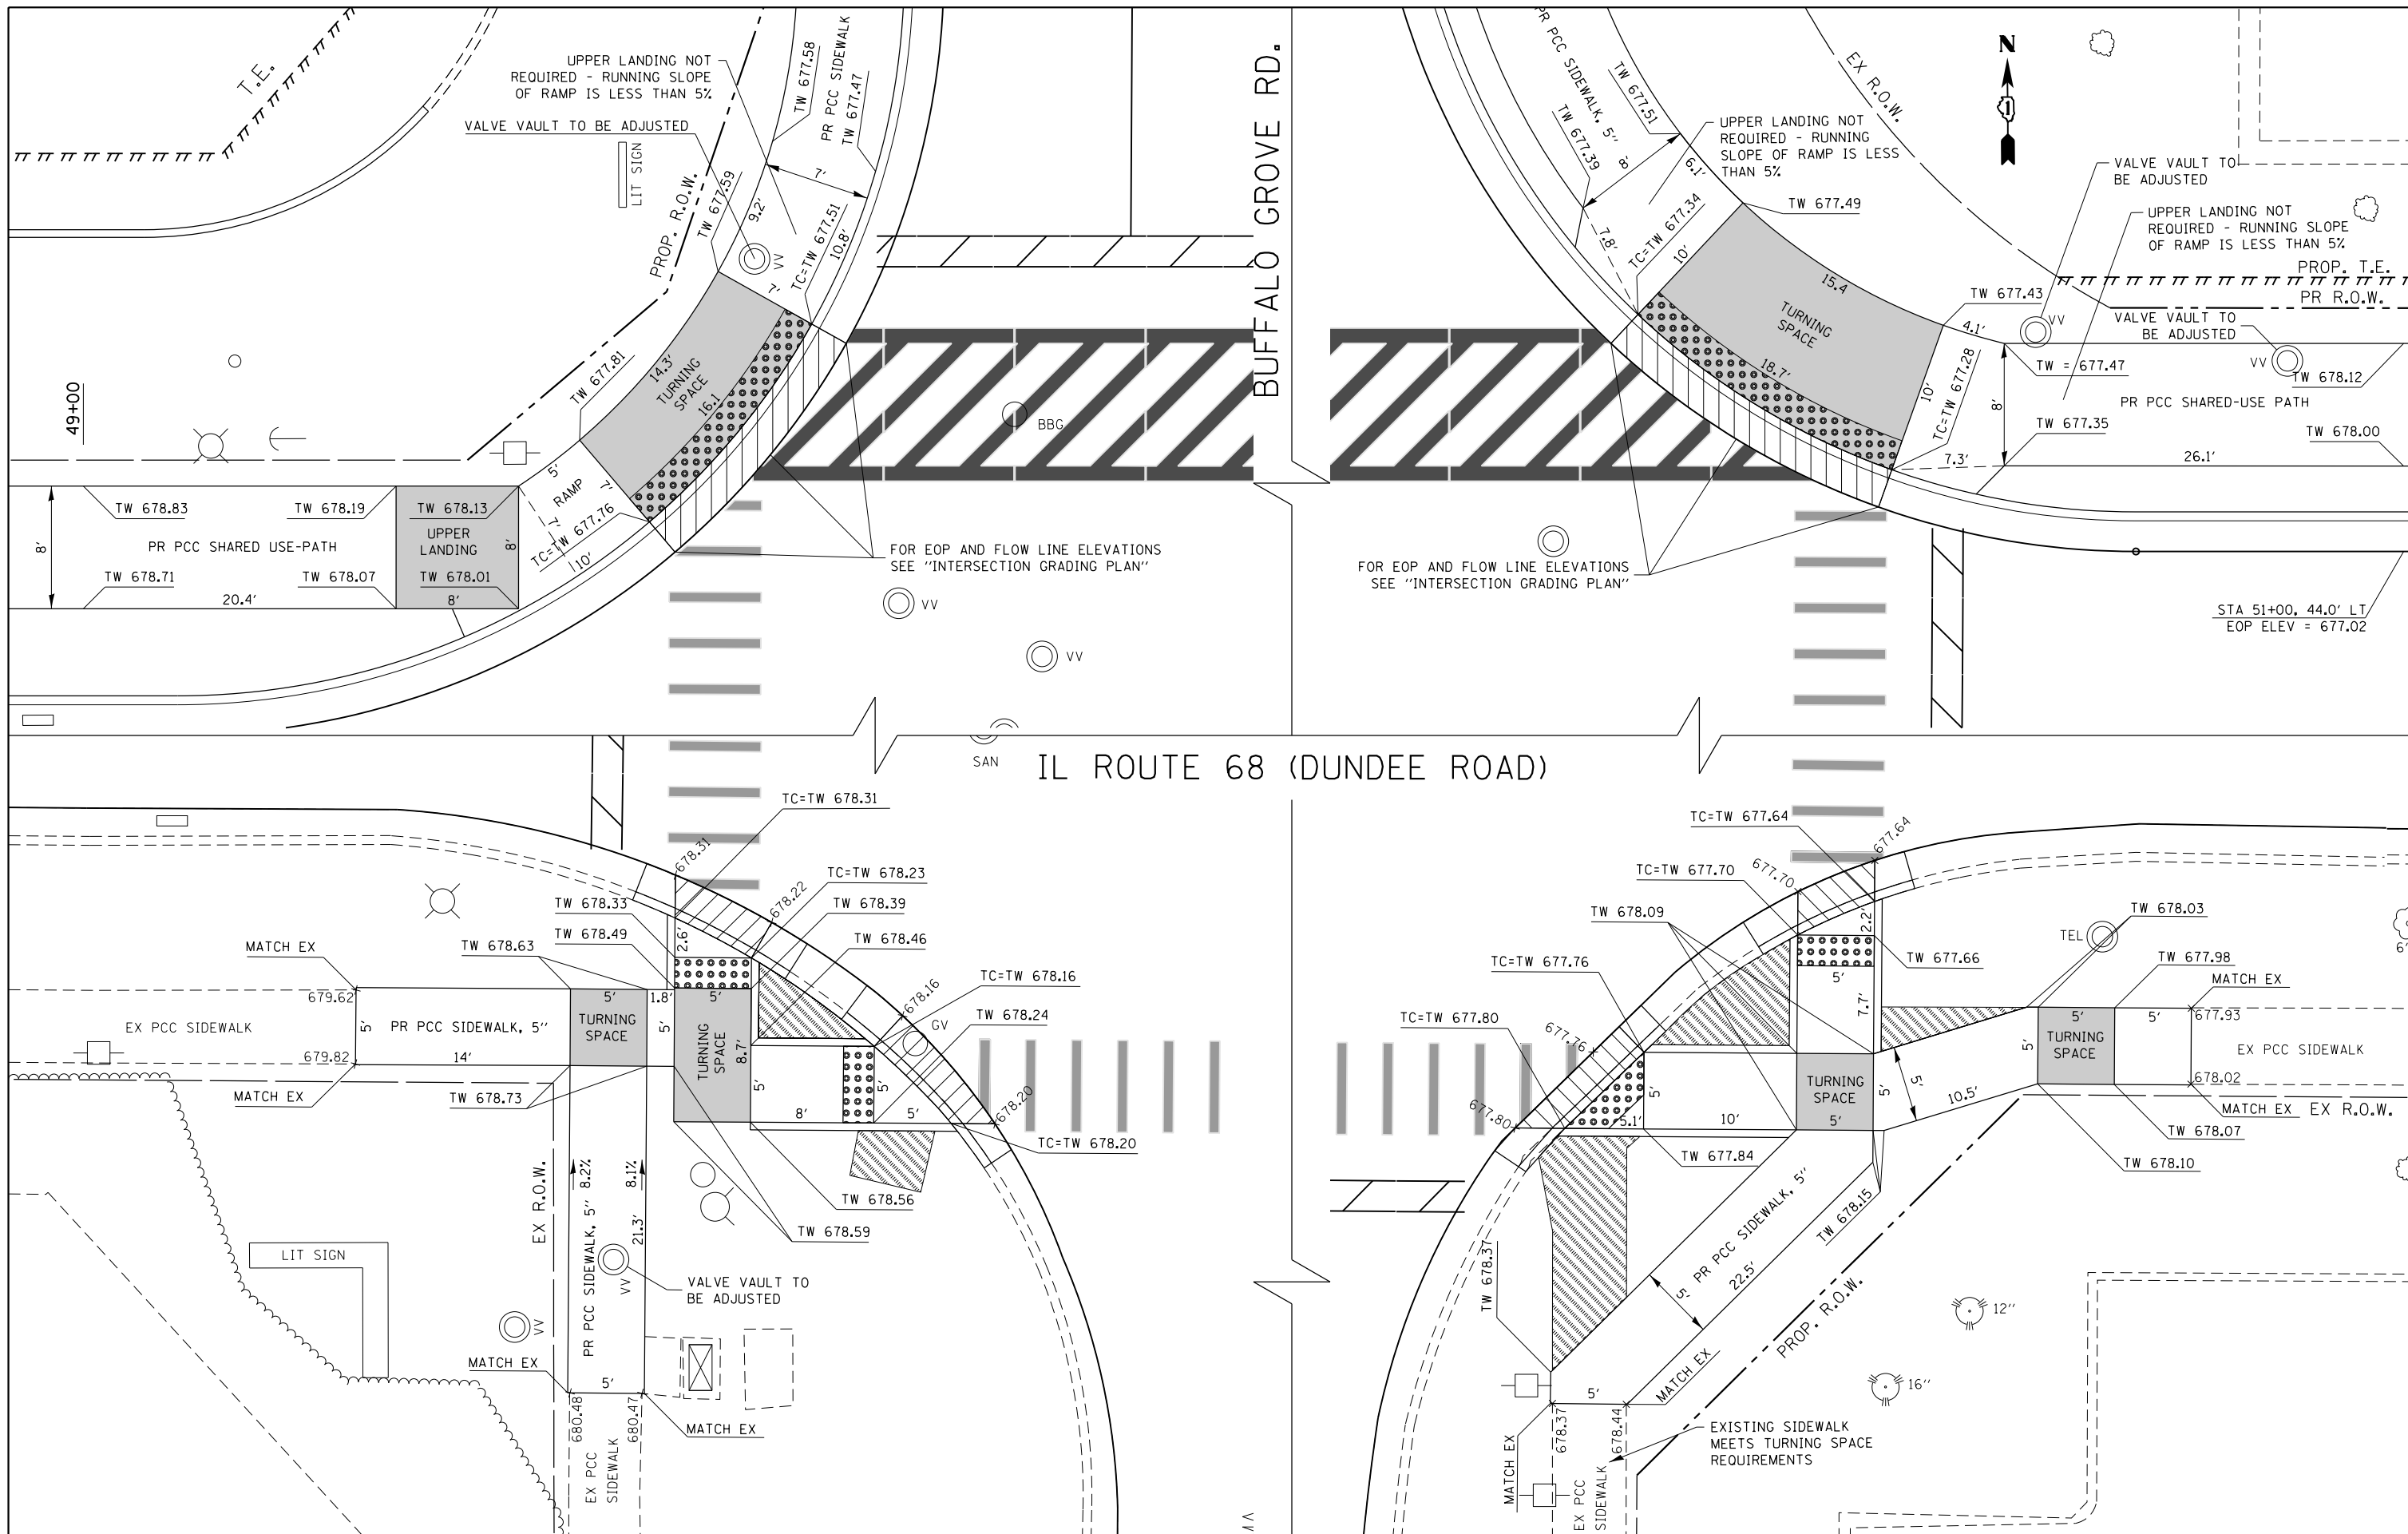 T.E.
UPPER LANDING NOT
REQUIRED - RUNNING SLOPE
OF RAMP IS LESS THAN 5%
VALVE VAULT TO BE ADJUSTED
LIT SIGN
PROP. R.O.W.
TW 677.58
PR PCC SIDEWALK
TW 677.47
TW 677.59
7'
9.2'
VV
TC=TW 677.51
10.8'
7'
TW 677.81
14.3'
TURNING
SPACE
16.1
49+00
5'
RAMP
7'
7'
TC=TW 677.76
10'
TW 678.83
TW 678.19
TW 678.13
8'
PR PCC SHARED USE-PATH
UPPER
LANDING
8'
TW 678.71
TW 678.07
TW 678.01
20.4'
8'
FOR EOP AND FLOW LINE ELEVATIONS
SEE "INTERSECTION GRADING PLAN"
BBG
VV
VV
BUFFALO GROVE RD.
PR PCC SIDEWALK, 5"
TW 677.51
TW 677.39
8'
6.1'
EX R.O.W.
N
1
UPPER LANDING NOT
REQUIRED - RUNNING
SLOPE OF RAMP IS LESS
THAN 5%
VALVE VAULT TO
BE ADJUSTED
TW 677.49
UPPER LANDING NOT
REQUIRED - RUNNING SLOPE
OF RAMP IS LESS THAN 5%
7.8'
TC=TW 677.34
10'
15.4
TURNING
SPACE
18.7'
TW 677.43
PROP. T.E.
PR R.O.W.
VV
VALVE VAULT TO
BE ADJUSTED
4.1'
TC=TW 677.28
10'
TW = 677.47
VV
TW 678.12
8'
PR PCC SHARED-USE PATH
TW 677.35
TW 678.00
7.3'
26.1'
FOR EOP AND FLOW LINE ELEVATIONS
SEE "INTERSECTION GRADING PLAN"
STA 51+00, 44.0' LT
EOP ELEV = 677.02
SAN
IL ROUTE 68 (DUNDEE ROAD)
TC=TW 678.31
678.31
TC=TW 678.23
TW 678.33
678.22
TW 678.39
TW 678.49
2.6'
TW 678.46
MATCH EX
TW 678.63
TC=TW 678.16
678.16
679.62
5'
1.8'
5'
TW 678.24
GV
EX PCC SIDEWALK
5'
PR PCC SIDEWALK, 5"
TURNING
SPACE
5'
TURNING
SPACE
8.7'
679.82
14'
5'
8'
5'
5'
678.20
MATCH EX
TW 678.73
TC=TW 678.20
EX R.O.W.
8.2%
8.1%
PR PCC SIDEWALK, 5"
21.3'
TW 678.56
TW 678.59
LIT SIGN
VV
VALVE VAULT TO
BE ADJUSTED
VV
MATCH EX
5'
680.48
680.47
MATCH EX
EX PCC
SIDEWALK
TC=TW 677.64
677.64
TC=TW 677.70
677.70
TW 678.09
2.2'
TW 678.03
TEL
TC=TW 677.76
5'
TW 677.66
TW 677.98
MATCH EX
6"
TC=TW 677.80
677.76
7.7'
5'
5'
677.93
5'
TURNING
SPACE
EX PCC SIDEWALK
677.80
5'
TURNING
SPACE
5'
5'
678.02
5.1'
10'
5'
10.5'
MATCH EX
EX R.O.W.
TW 677.84
TW 678.07
TW 678.10
TW 678.15
TW 678.37
PR PCC SIDEWALK, 5"
5'
22.5'
PROP. R.O.W.
12"
16"
5'
MATCH EX
678.37
678.44
MATCH EX
EX PCC
SIDEWALK
EXISTING SIDEWALK
MEETS TURNING SPACE
REQUIREMENTS